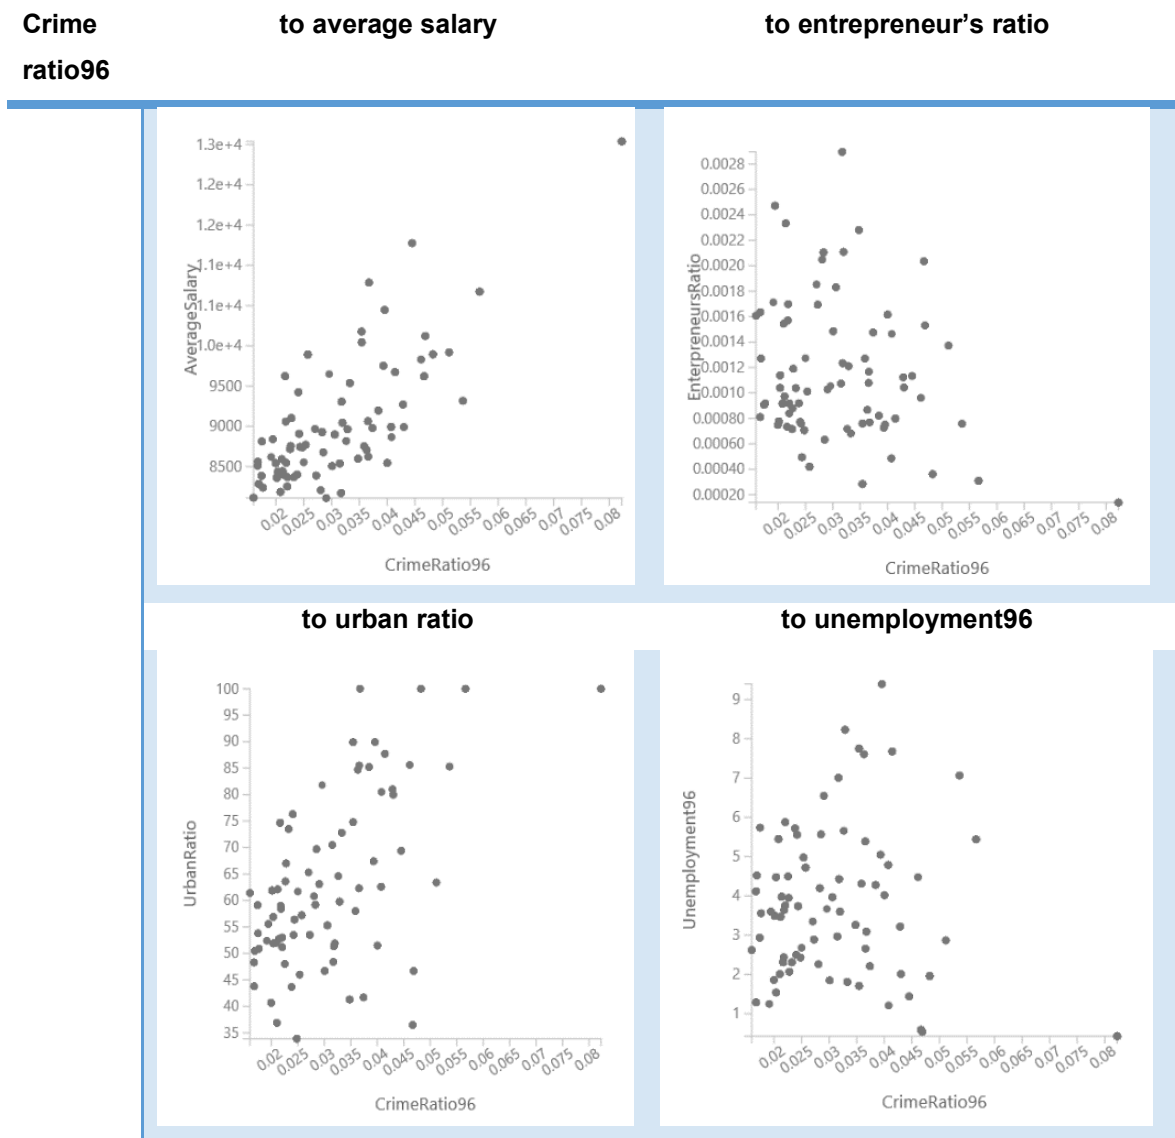 Crime ratio96
to average salary
to entrepreneur’s ratio
1.3e+4
1.2e+4
1.2e+4
1.1e+4
1.1e+4
1.0e+4
9500
9000
8500
AverageSalary
0.02 0.025 0.03 0.035 0.04 0.045 0.05 0.055 0.06 0.065 0.07 0.075 0.08
CrimeRatio96
0.0028
0.0026
0.0024
0.0022
0.0020
0.0018
0.0016
0.0014
0.0012
0.0010
0.00080
0.00060
0.00040
0.00020
EnterpreneursRatio
0.02 0.025 0.03 0.035 0.04 0.045 0.05 0.055 0.06 0.065 0.07 0.075 0.08
CrimeRatio96
to urban ratio
to unemployment96
100
95
90
85
80
75
70
65
60
55
50
45
40
35
UrbanRatio
0.02 0.025 0.03 0.035 0.04 0.045 0.05 0.055 0.06 0.065 0.07 0.075 0.08
CrimeRatio96
9
8
7
6
5
4
3
2
1
Unemployment96
0.02 0.025 0.03 0.035 0.04 0.045 0.05 0.055 0.06 0.065 0.07 0.075 0.08
CrimeRatio96